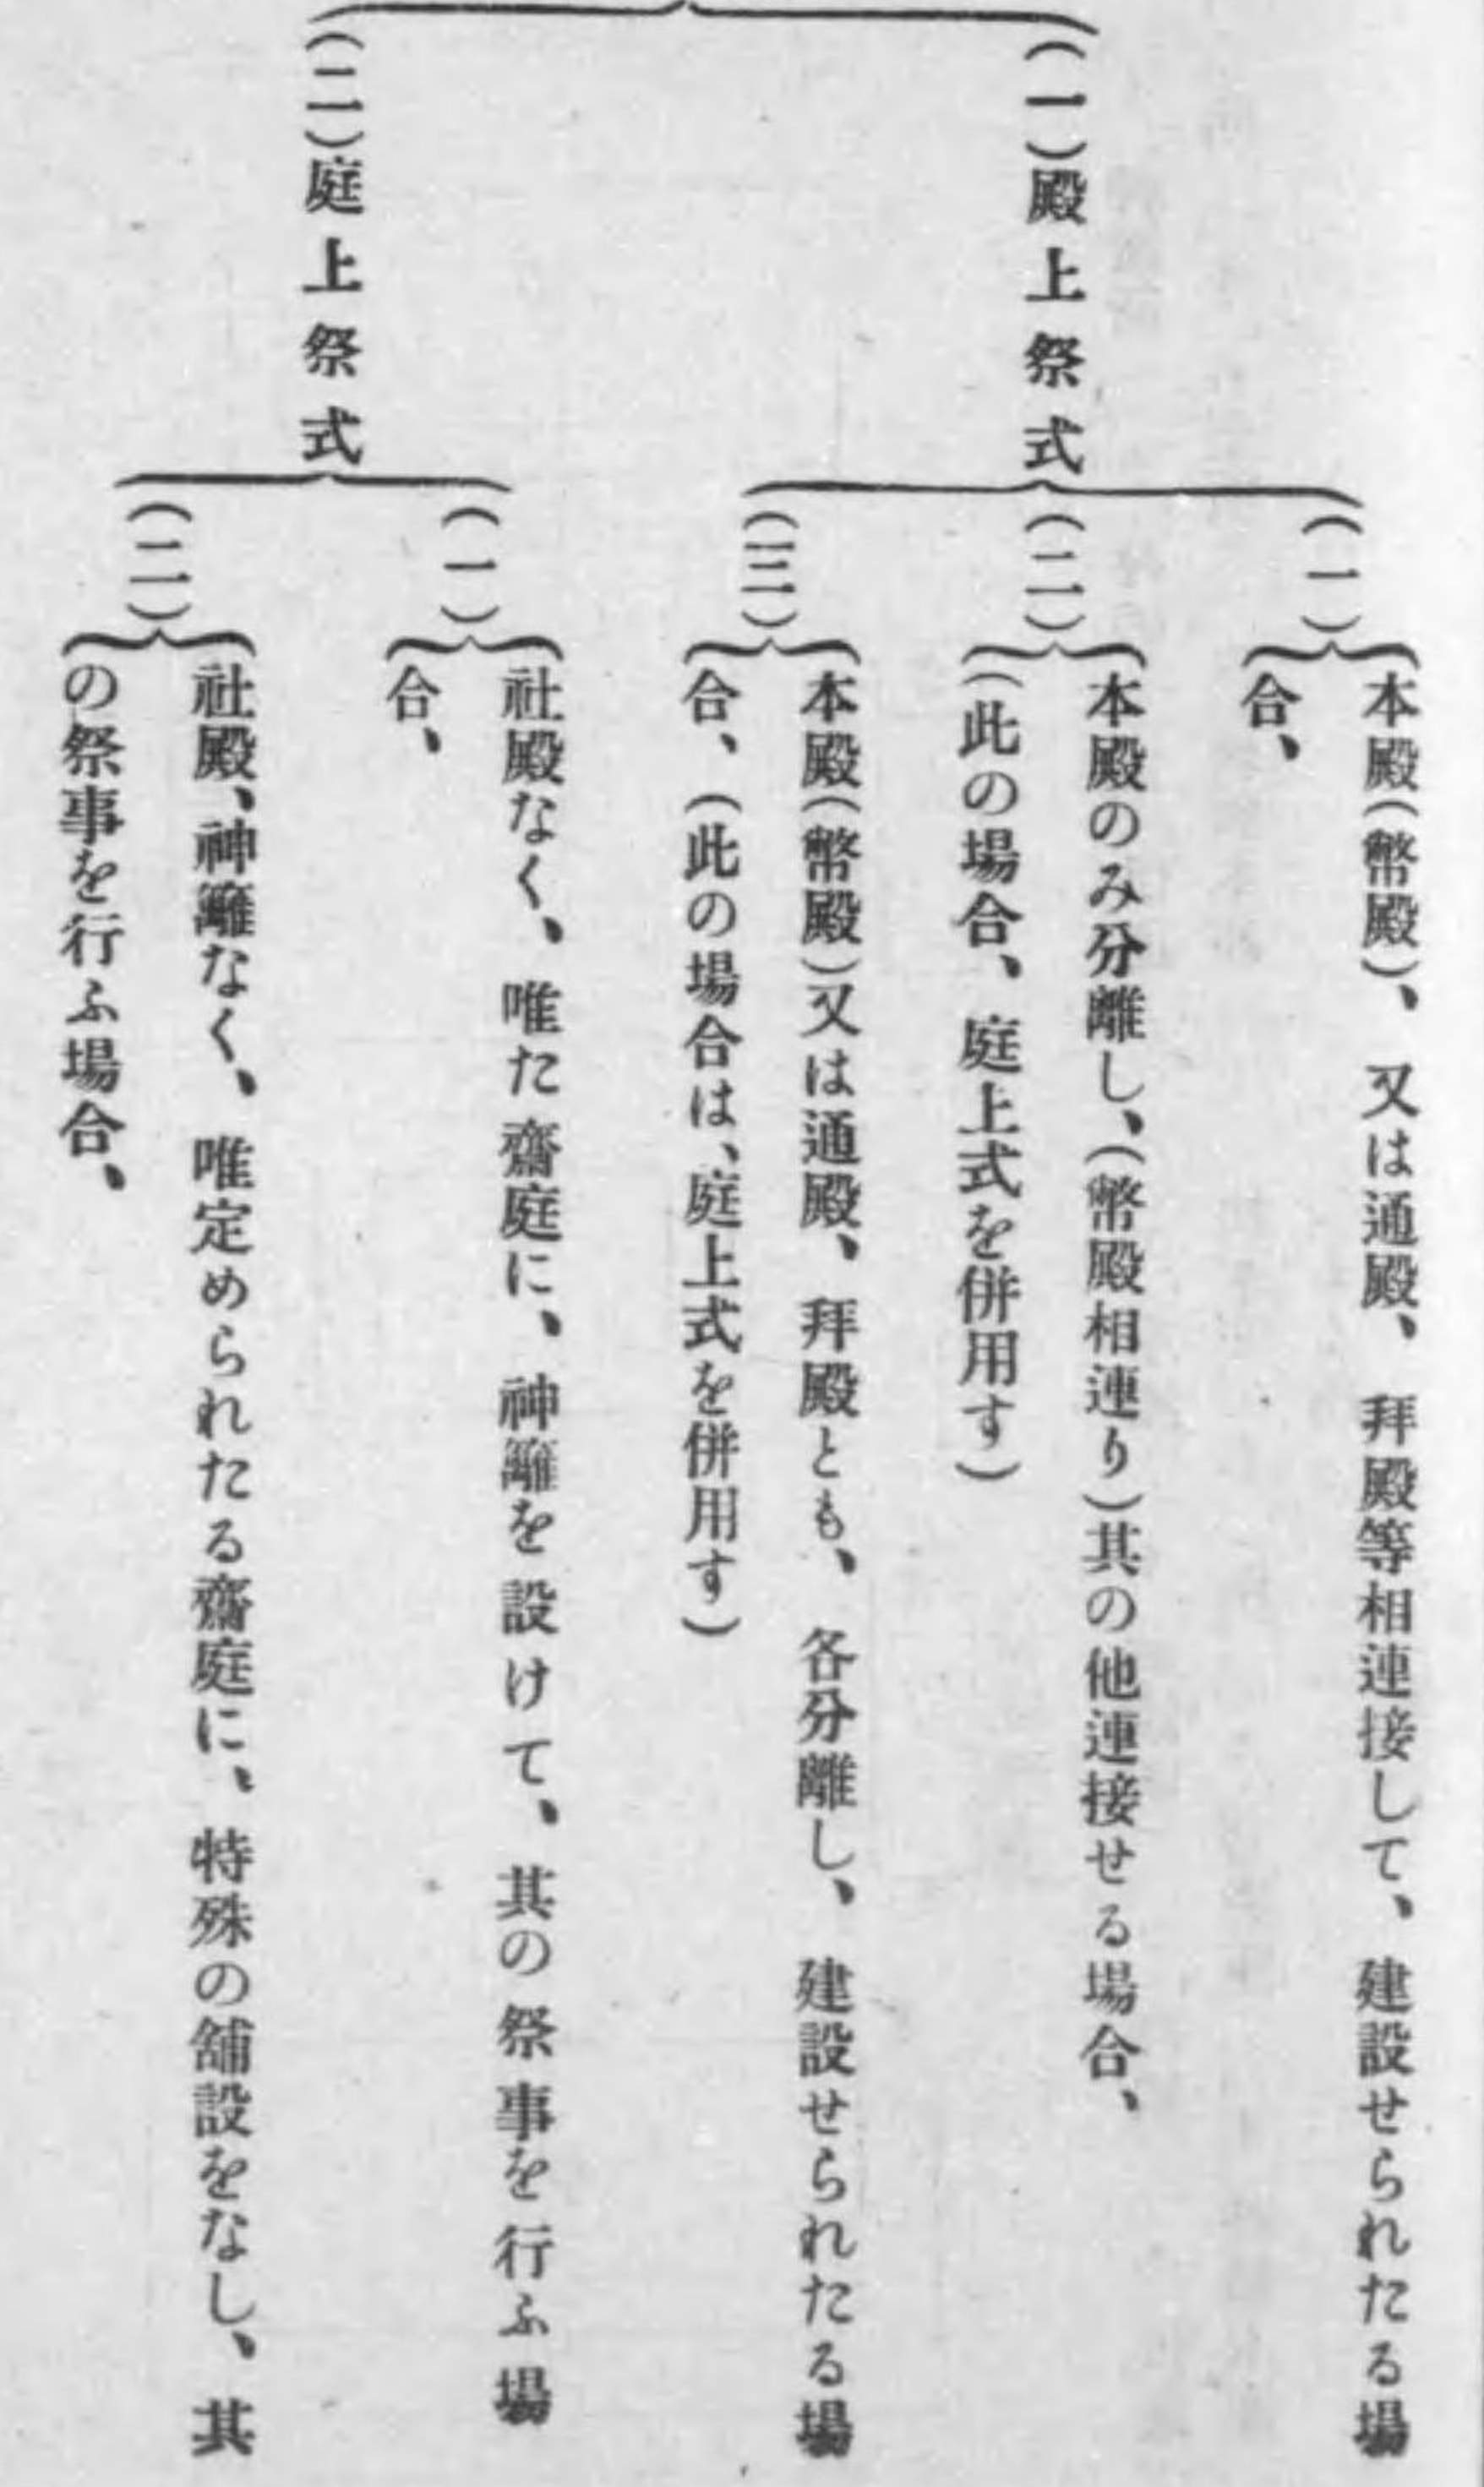 (一)殿上祭式
(一)
本殿(幣殿)、又は通殿、拜殿等相連接して、建設せられたる場
合、
(二)
本殿のみ分離し、(幣殿相連り)其の他連接せる場合、
(此の場合、庭上式を併用す)
(三)
本殿(幣殿)又は通殿、拜殿とも、各分離し、建設せられたる場
合、(此の場合は、庭上式を併用す)
(二)庭上祭式
(一)
社殿なく、唯た齋庭に、神籬を設けて、其の祭事を行ふ場
合、
(二)
社殿、神籬なく、唯定められたる齋庭に、特殊の舖設をなし、其
の祭事を行ふ場合、